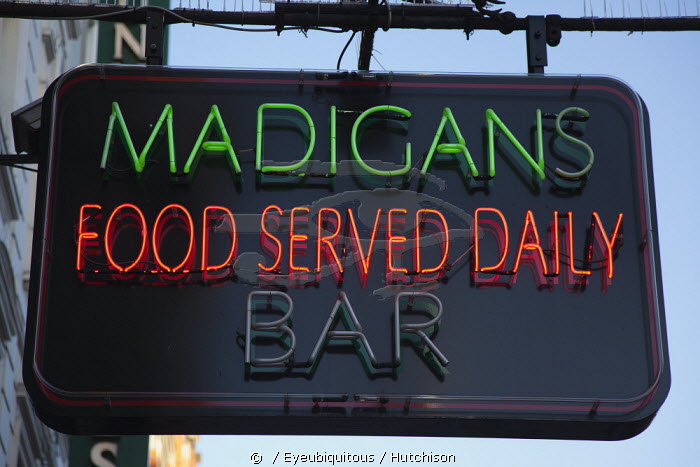 N
MADIGANS
FOOD SERVED DAILY
BAR
S
© / Eyeubiquitous / Hutchison